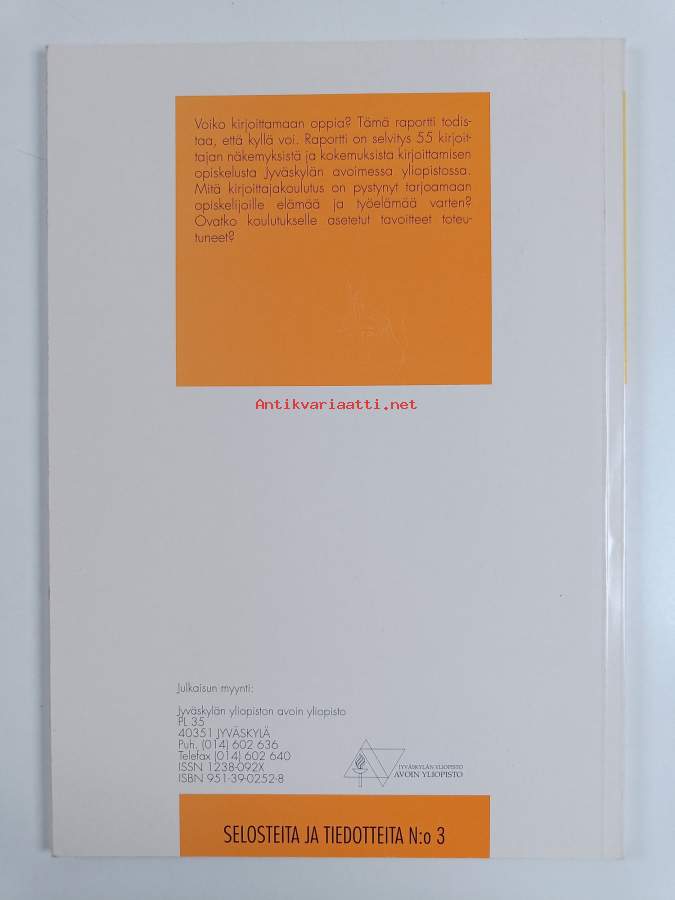 Voiko kirjoittamaan oppia? Tämä raportti todis-
taa, että kyllä voi. Raportti on selvitys 55 kirjoit-
tajan näkemyksistä ja kokemuksista kirjoittamisen
opiskelusta Jyväskylän avoimessa yliopistossa.
Mitä kirjoittajakoulutus on pystynyt tarjoamaan
opiskelijoille elämää ja työelämää varten?
Ovatko koulutukselle asetetut tavoitteet toteu-
tuneet?
Antikvariaatti.net
Julkaisun myynti:
Jyväskylän yliopiston avoin yliopisto
PL 35
40351 JYVÄSKYLÄ
Puh. (014) 602 636
Telefax (014) 602 640
ISSN 1238-092X
ISBN 951-39-0252-8
JYVÄSKYLÄN YLIOPISTO
AVOIN YLIOPISTO
SELOSTEITA JA TIEDOTTEITA N:o 3